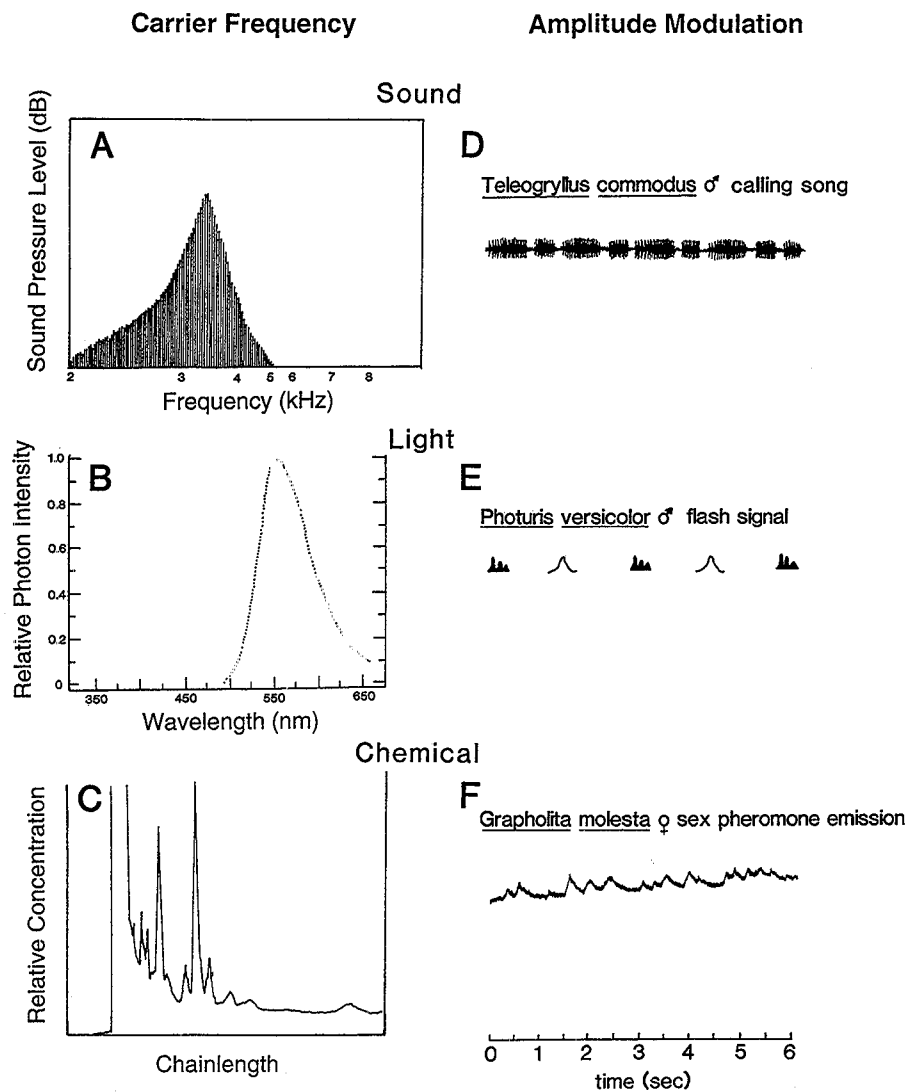 Carrier Frequency
Amplitude Modulation
Sound
A
Sound Pressure Level (dB)
2 3 4 5 6 7 8
Frequency (kHz)
D
Teleogryllus commodus ♂ calling song
Light
B
Relative Photon Intensity
1.0
0.8
0.6
0.4
0.2
0
350 450 550 650
Wavelength (nm)
E
Photuris versicolor ♂ flash signal
Chemical
C
Relative Concentration
Chainlength
F
Grapholita molesta ♀ sex pheromone emission
0 1 2 3 4 5 6
time (sec)